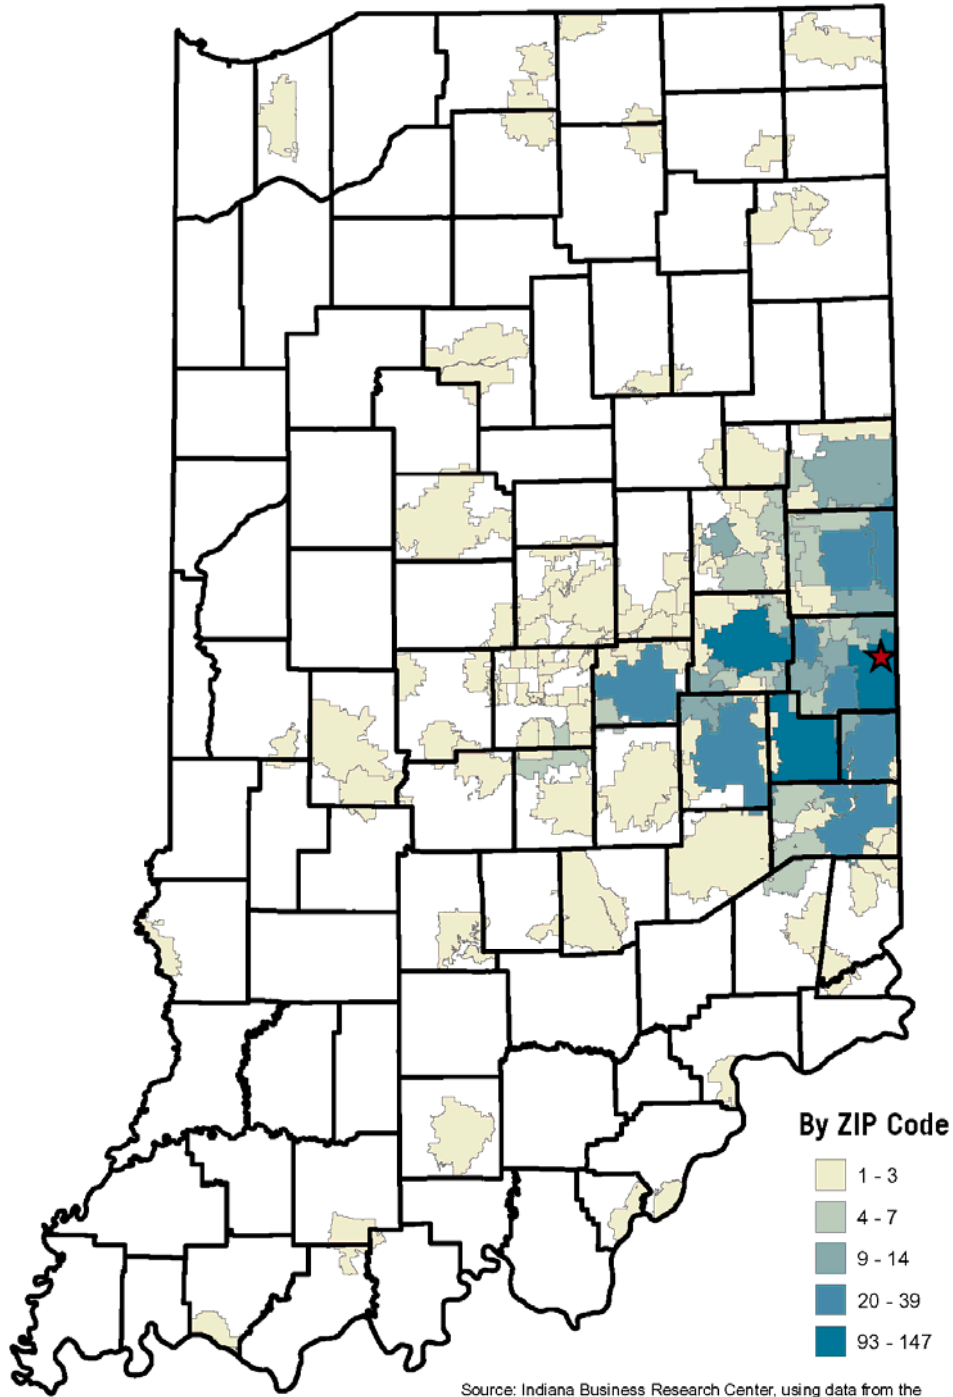 By ZIP Code
1 - 3
4 - 7
9 - 14
20 - 39
93 - 147
Source: Indiana Business Research Center, using data from the